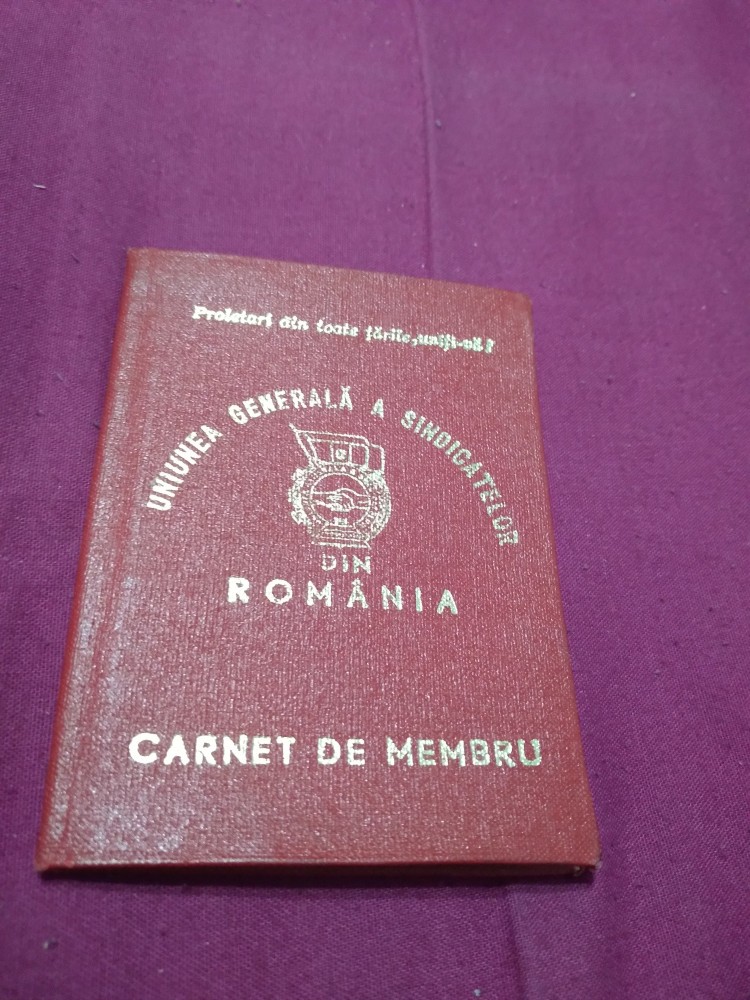 Proletari din toate țările, uniți-vă!
UNIUNEA GENERALĂ A SINDICATELOR
DIN
ROMÂNIA
CARNET DE MEMBRU